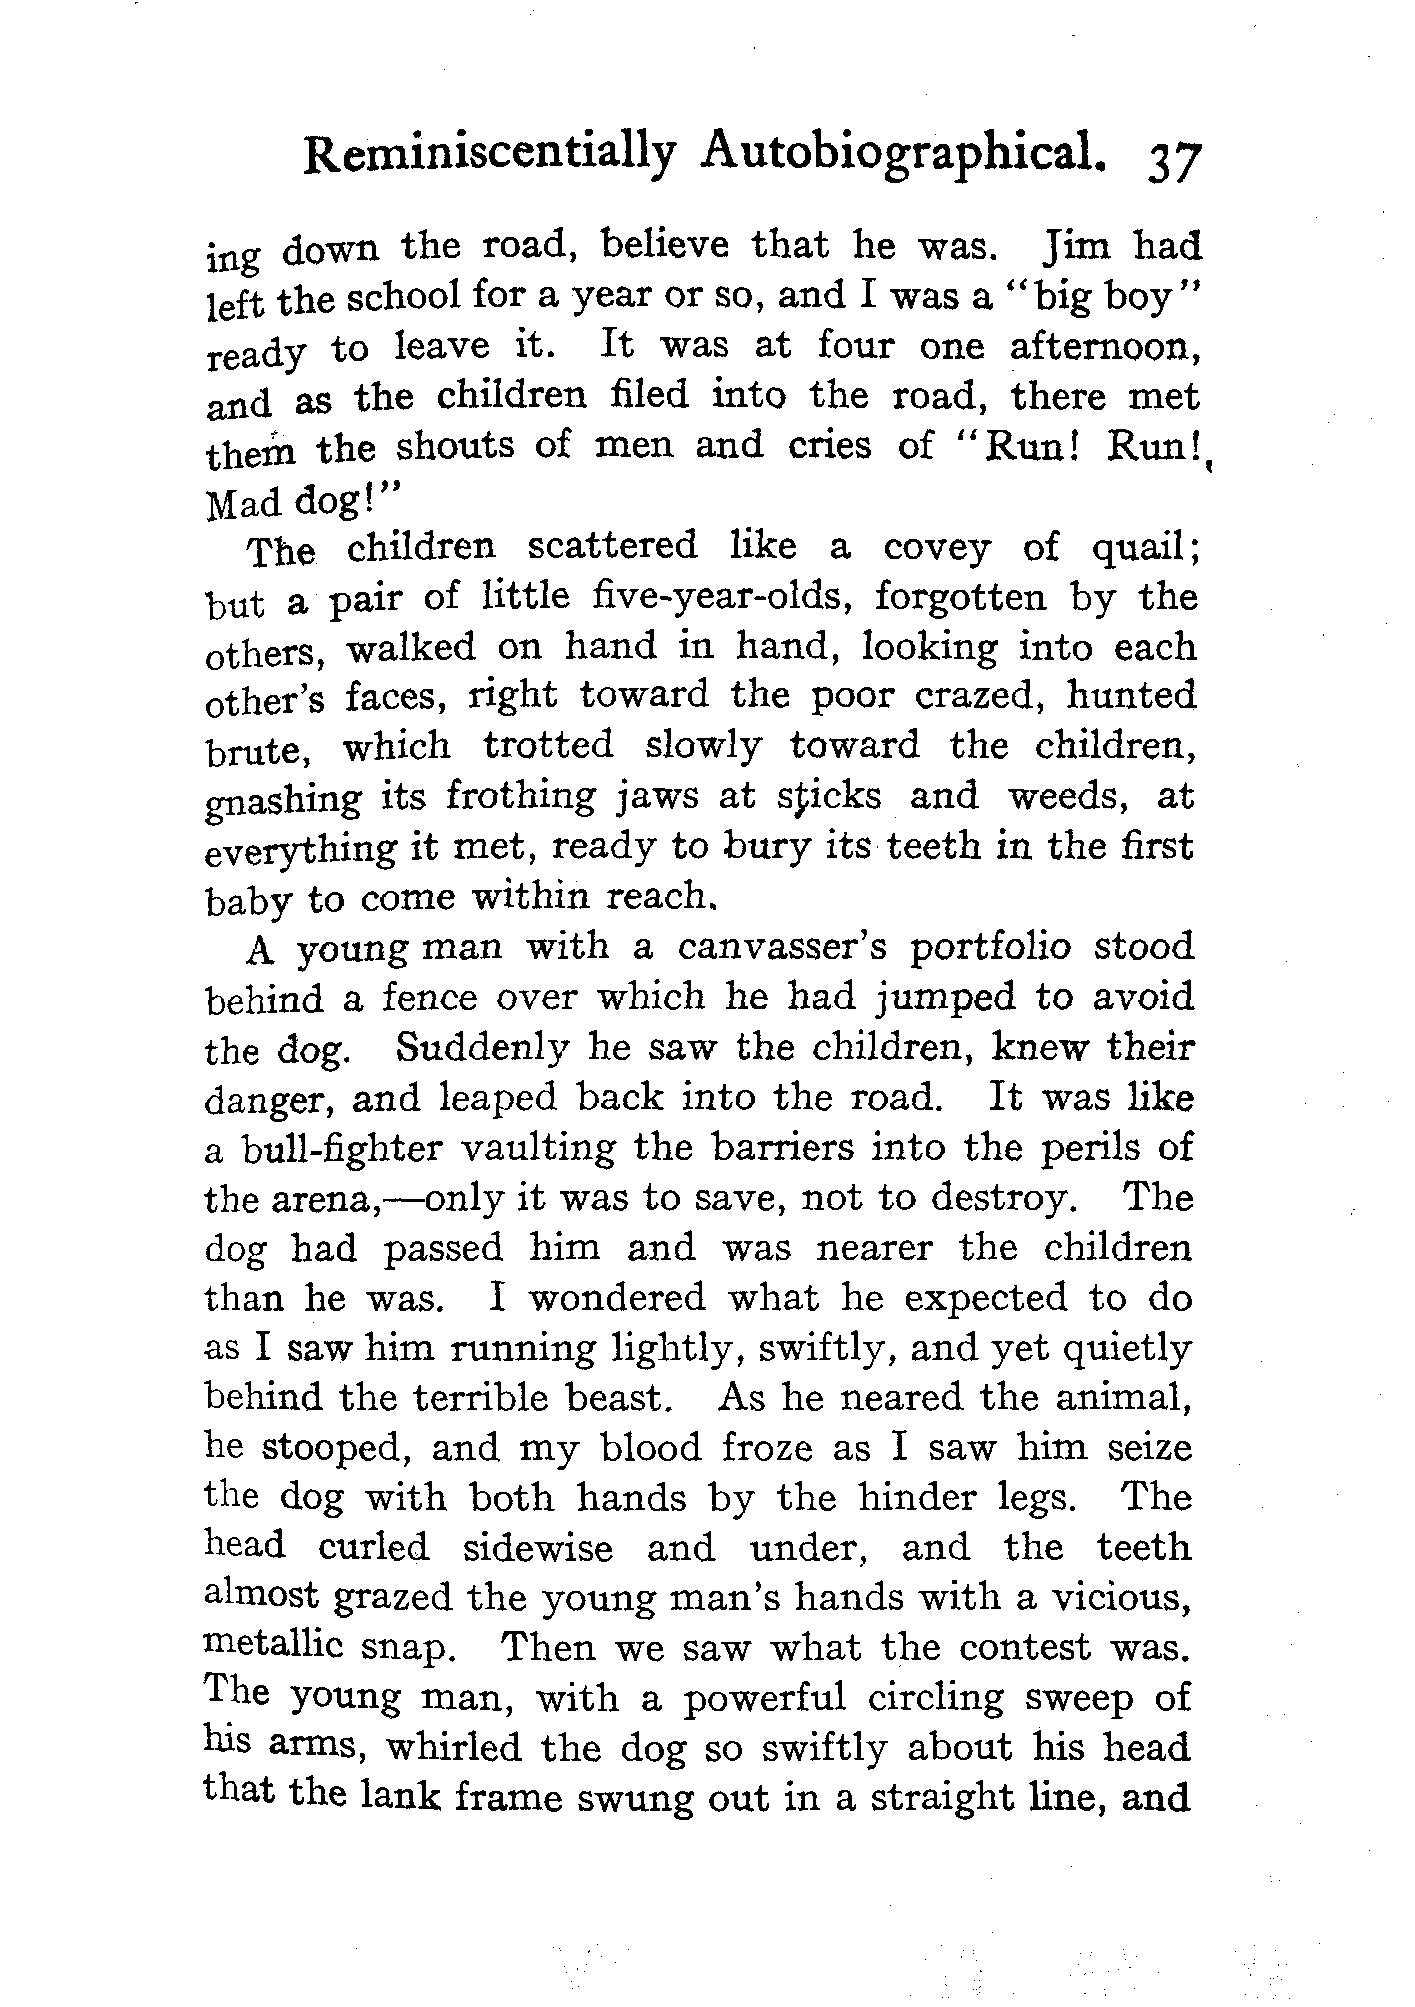 Reminiscentially Autobiographical. 37
ing down the road, believe that he was. Jim had
left the school for a year or so, and I was a "big boy"
ready to leave it. It was at four one afternoon,
and as the children filed into the road, there met
them the shouts of men and cries of "Run! Run!
Mad dog!"
The children scattered like a covey of quail;
but a pair of little five-year-olds, forgotten by the
others, walked on hand in hand, looking into each
other's faces, right toward the poor crazed, hunted
brute, which trotted slowly toward the children,
gnashing its frothing jaws at sticks and weeds, at
everything it met, ready to bury its teeth in the first
baby to come within reach.
A young man with a canvasser's portfolio stood
behind a fence over which he had jumped to avoid
the dog. Suddenly he saw the children, knew their
danger, and leaped back into the road. It was like
a bull-fighter vaulting the barriers into the perils of
the arena,—only it was to save, not to destroy. The
dog had passed him and was nearer the children
than he was. I wondered what he expected to do
as I saw him running lightly, swiftly, and yet quietly
behind the terrible beast. As he neared the animal,
he stooped, and my blood froze as I saw him seize
the dog with both hands by the hinder legs. The
head curled sidewise and under, and the teeth
almost grazed the young man's hands with a vicious,
metallic snap. Then we saw what the contest was.
The young man, with a powerful circling sweep of
his arms, whirled the dog so swiftly about his head
that the lank frame swung out in a straight line, and